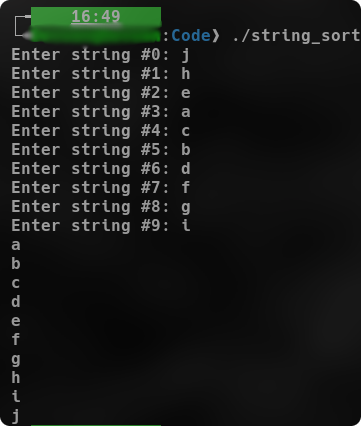 16:49
:Code❱ ./string_sort
Enter string #0: j
Enter string #1: h
Enter string #2: e
Enter string #3: a
Enter string #4: c
Enter string #5: b
Enter string #6: d
Enter string #7: f
Enter string #8: g
Enter string #9: i
a
b
c
d
e
f
g
h
i
j